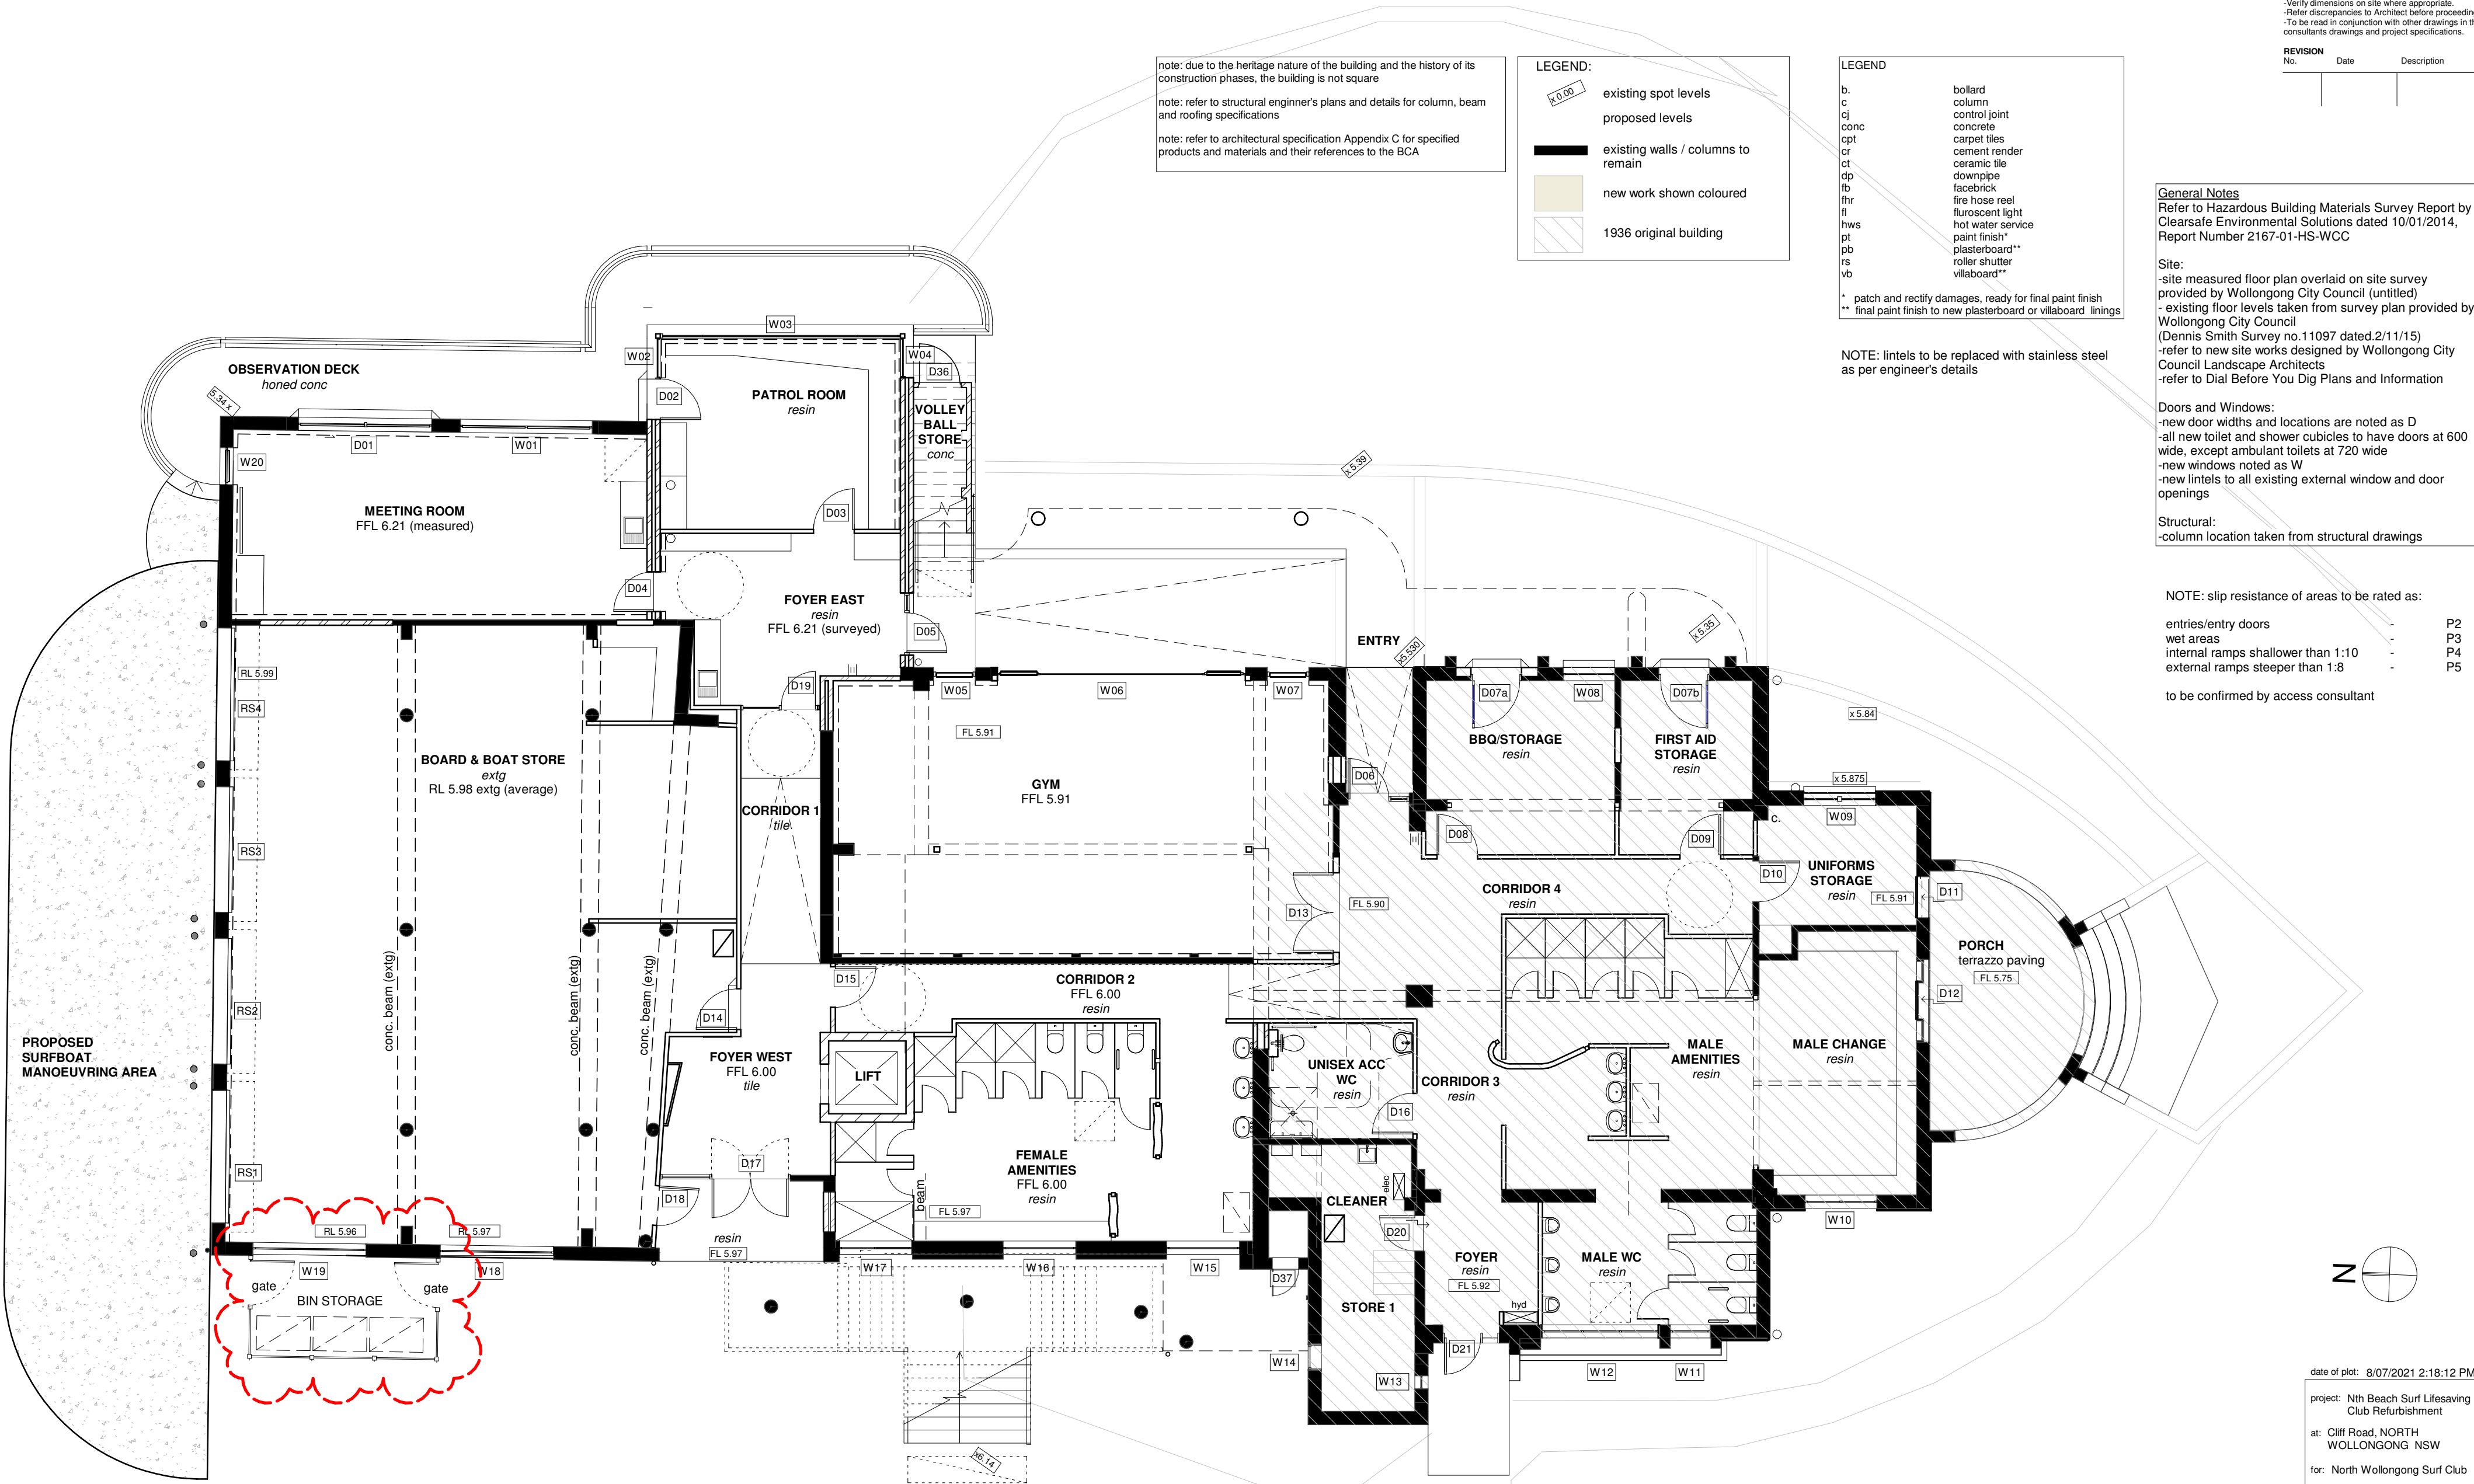 -Verify dimensions on site where appropriate.
-Refer discrepancies to Architect before proceedin
-To be read in conjunction with other drawings in th
consultants drawings and project specifications.
REVISION
No. Date Description
note: due to the heritage nature of the building and the history of its
construction phases, the building is not square
note: refer to structural enginner's plans and details for column, beam
and roofing specifications
note: refer to architectural specification Appendix C for specified
products and materials and their references to the BCA
LEGEND:
x 0.00 existing spot levels
proposed levels
existing walls / columns to
remain
new work shown coloured
1936 original building
LEGEND
b. bollard
c column
cj control joint
conc concrete
cpt carpet tiles
cr cement render
ct ceramic tile
dp downpipe
fb facebrick
fhr fire hose reel
fl fluroscent light
hws hot water service
pt paint finish*
pb plasterboard**
rs roller shutter
vb villaboard**
* patch and rectify damages, ready for final paint finish
** final paint finish to new plasterboard or villaboard linings
NOTE: lintels to be replaced with stainless steel
as per engineer's details
General Notes
Refer to Hazardous Building Materials Survey Report by
Clearsafe Environmental Solutions dated 10/01/2014,
Report Number 2167-01-HS-WCC
Site:
-site measured floor plan overlaid on site survey
provided by Wollongong City Council (untitled)
- existing floor levels taken from survey plan provided by
Wollongong City Council
(Dennis Smith Survey no.11097 dated.2/11/15)
-refer to new site works designed by Wollongong City
Council Landscape Architects
-refer to Dial Before You Dig Plans and Information
Doors and Windows:
-new door widths and locations are noted as D
-all new toilet and shower cubicles to have doors at 600
wide, except ambulant toilets at 720 wide
-new windows noted as W
-new lintels to all existing external window and door
openings
Structural:
-column location taken from structural drawings
NOTE: slip resistance of areas to be rated as:
entries/entry doors - P2
wet areas - P3
internal ramps shallower than 1:10 - P4
external ramps steeper than 1:8 - P5
to be confirmed by access consultant
OBSERVATION DECK
honed conc
5.34 x
W03
W02
W04
D36
D02
PATROL ROOM
resin
VOLLEY
BALL
STORE
conc
D01
W01
W20
MEETING ROOM
FFL 6.21 (measured)
D03
D04
FOYER EAST
resin
FFL 6.21 (surveyed)
D05
x 5.39
ENTRY
x5.530
x 5.35
x 5.84
x 5.875
RL 5.99
RS4
D19
W05
W06
W07
D07a
W08
D07b
FL 5.91
BOARD & BOAT STORE
extg
RL 5.98 extg (average)
CORRIDOR 1
tile
GYM
FFL 5.91
D06
BBQ/STORAGE
resin
FIRST AID
STORAGE
resin
RS3
D08
D09
c.
W09
UNIFORMS
STORAGE
resin
D10
FL 5.91
D11
CORRIDOR 4
resin
FL 5.90
D13
PORCH
terrazzo paving
FL 5.75
D12
conc. beam (extg)
conc. beam (extg)
conc. beam (extg)
D15
CORRIDOR 2
FFL 6.00
resin
RS2
D14
PROPOSED
SURFBOAT
MANOEUVRING AREA
FOYER WEST
FFL 6.00
tile
LIFT
UNISEX ACC
WC
resin
CORRIDOR 3
resin
D16
MALE
AMENITIES
resin
MALE CHANGE
resin
RS1
D17
D18
FEMALE
AMENITIES
FFL 6.00
resin
beam
FL 5.97
CLEANER
elec
D20
W10
RL 5.96
RL 5.97
resin
FL 5.97
W19
W18
gate
gate
BIN STORAGE
W17
W16
W15
D37
STORE 1
FOYER
resin
FL 5.92
hyd
MALE WC
resin
W14
W13
D21
W12
W11
x6.14
N
date of plot: 8/07/2021 2:18:12 PM
project: Nth Beach Surf Lifesaving
Club Refurbishment
at: Cliff Road, NORTH
WOLLONGONG NSW
for: North Wollongong Surf Club